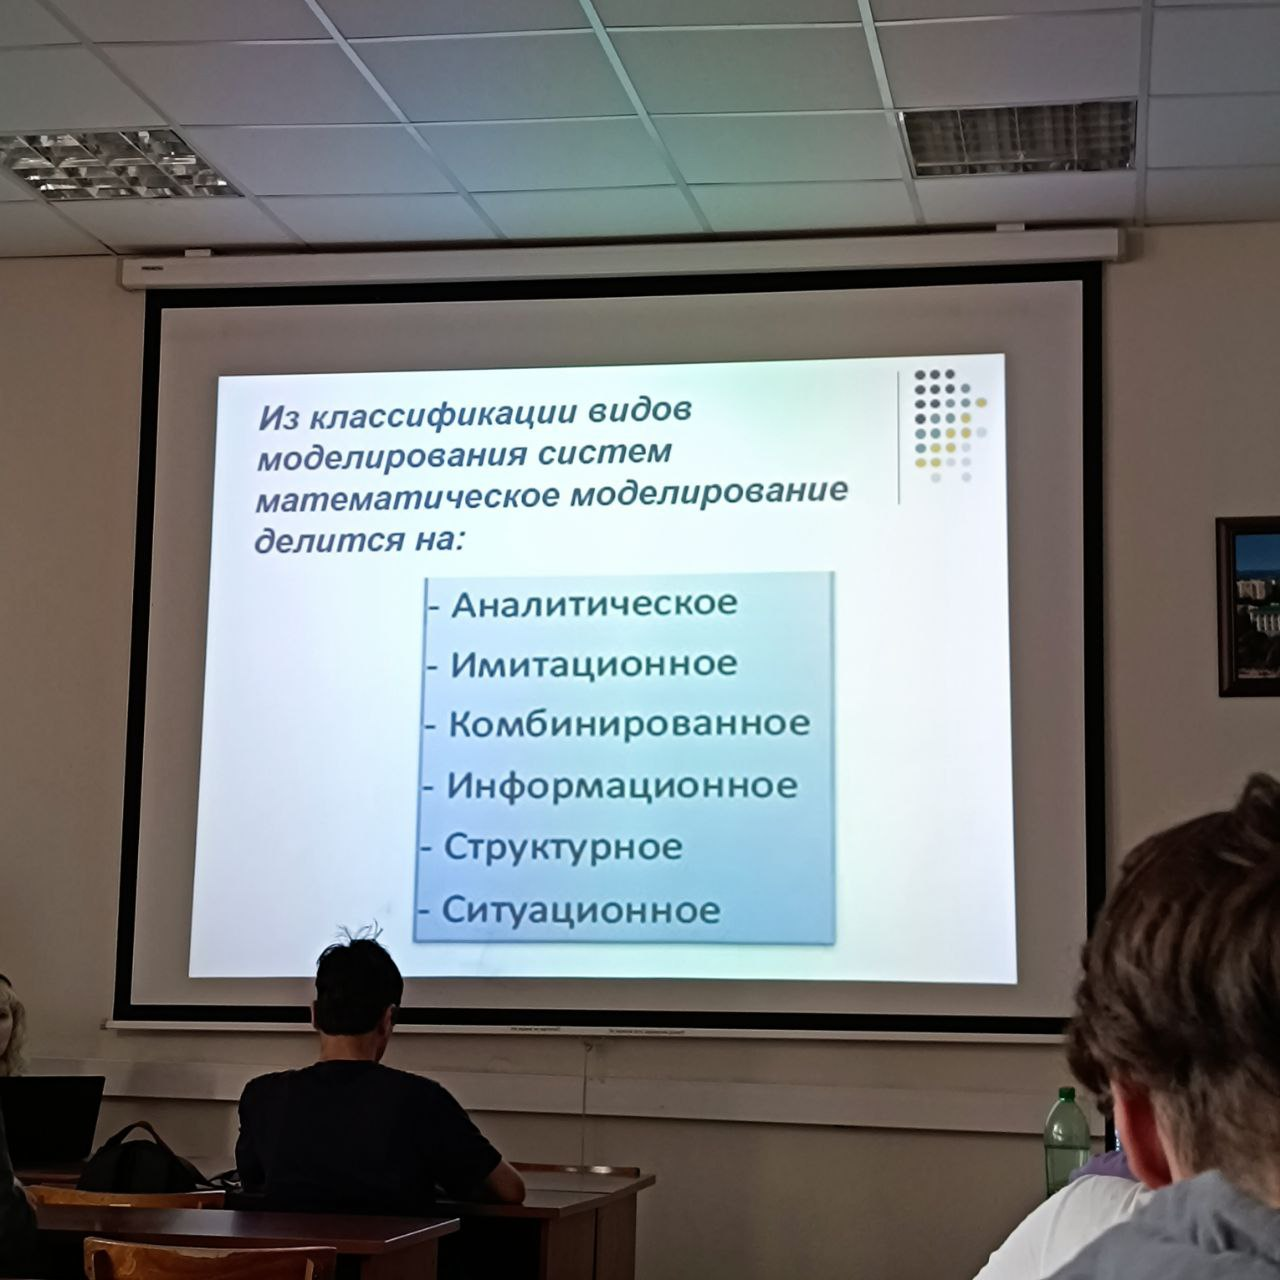 Из классификации видов
моделирования систем
математическое моделирование
делится на:
- Аналитическое
- Имитационное
- Комбинированное
- Информационное
- Структурное
- Ситуационное